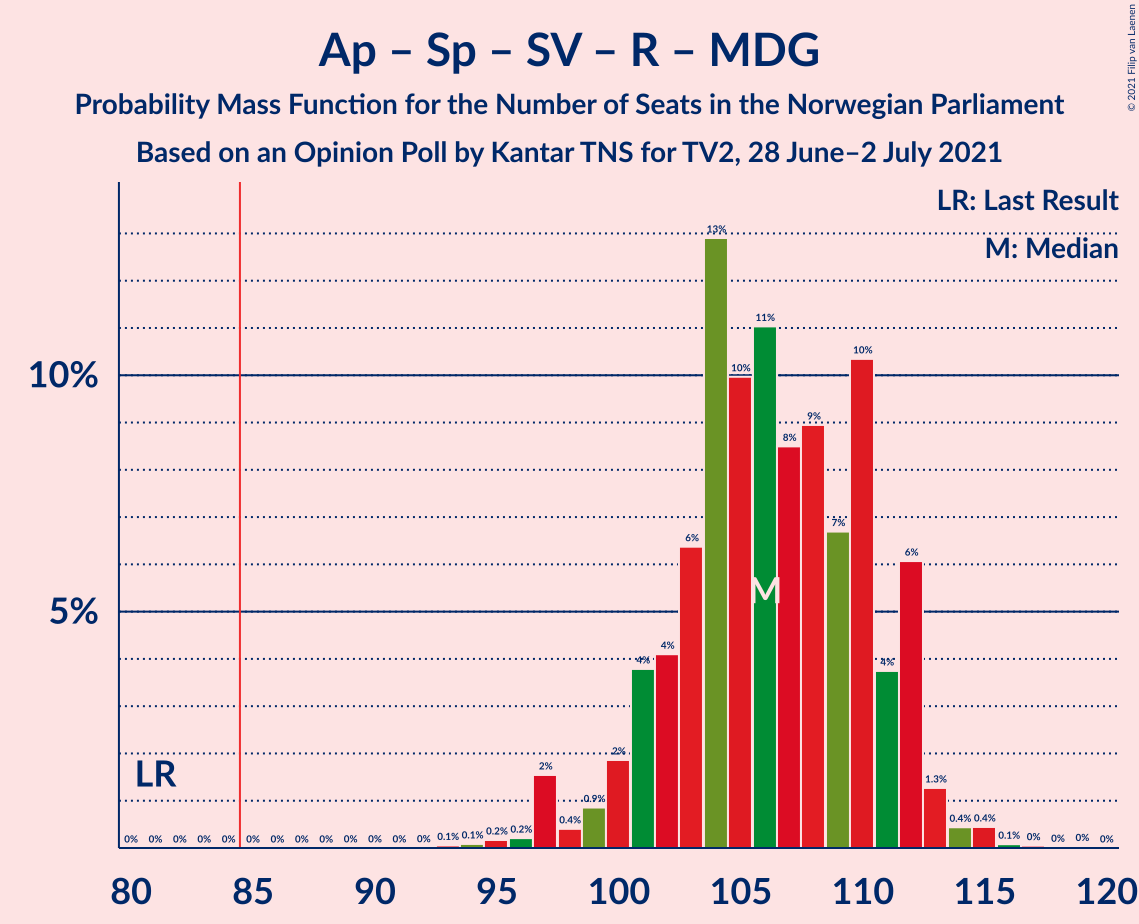 Ap – Sp – SV – R – MDG
Probability Mass Function for the Number of Seats in the Norwegian Parliament
Based on an Opinion Poll by Kantar TNS for TV2, 28 June–2 July 2021
© 2021 Filip van Laenen
LR: Last Result
M: Median
10%
5%
LR
M
0% 0% 0% 0% 0% 0% 0% 0% 0% 0% 0% 0% 0% 0.1% 0.1% 0.2% 0.2% 2% 0.4% 0.9% 2% 4% 4% 6% 13% 10% 11% 8% 9% 7% 10% 4% 6% 1.3% 0.4% 0.4% 0.1% 0% 0% 0% 0%
80 85 90 95 100 105 110 115 120